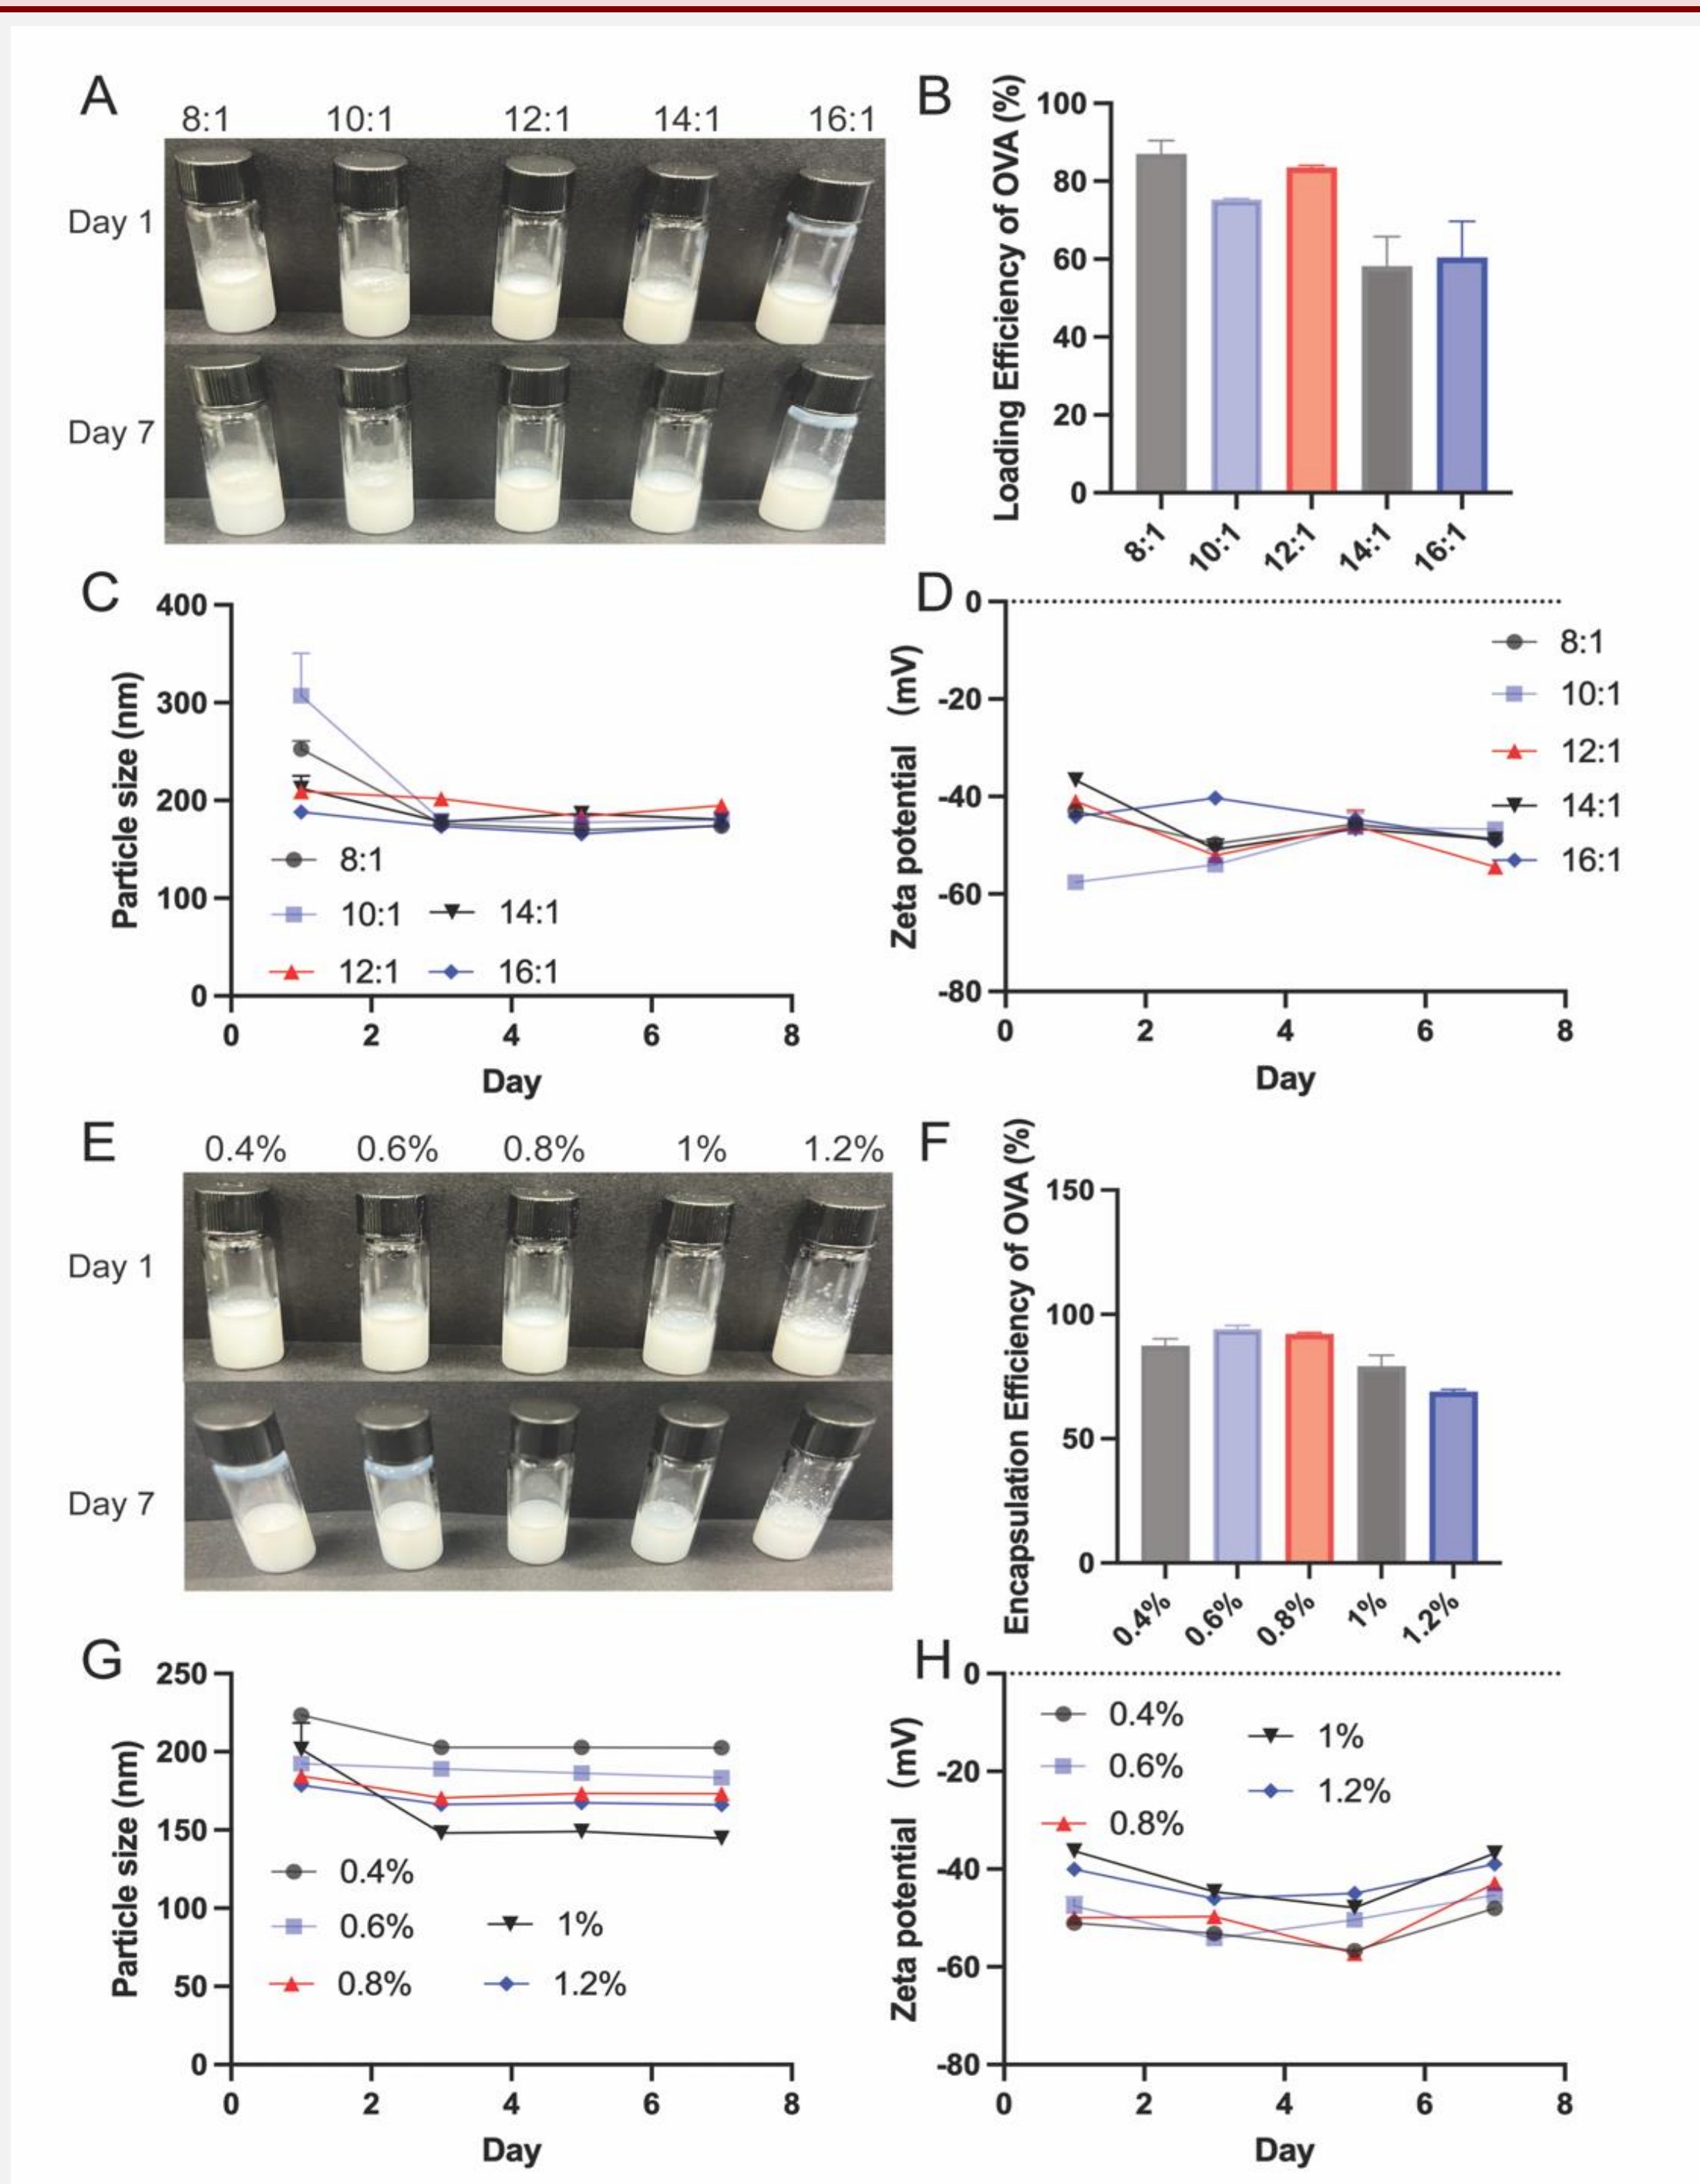 A
8:1 10:1 12:1 14:1 16:1
Day 1
Day 7
B
Loading Efficiency of OVA (%)
100
80
60
40
20
0
8:1 10:1 12:1 14:1 16:1
C
Particle size (nm)
400
300
200
100
0
8:1
10:1 14:1
12:1 16:1
0 2 4 6 8
Day
D
Zeta potential (mV)
0
-20
-40
-60
-80
8:1
10:1
12:1
14:1
16:1
0 2 4 6 8
Day
E
0.4% 0.6% 0.8% 1% 1.2%
Day 1
Day 7
F
Encapsulation Efficiency of OVA (%)
150
100
50
0
0.4% 0.6% 0.8% 1% 1.2%
G
Particle size (nm)
250
200
150
100
50
0
0.4%
0.6% 1%
0.8% 1.2%
0 2 4 6 8
Day
H
Zeta potential (mV)
0
-20
-40
-60
-80
0.4%
0.6%
0.8%
1%
1.2%
0 2 4 6 8
Day